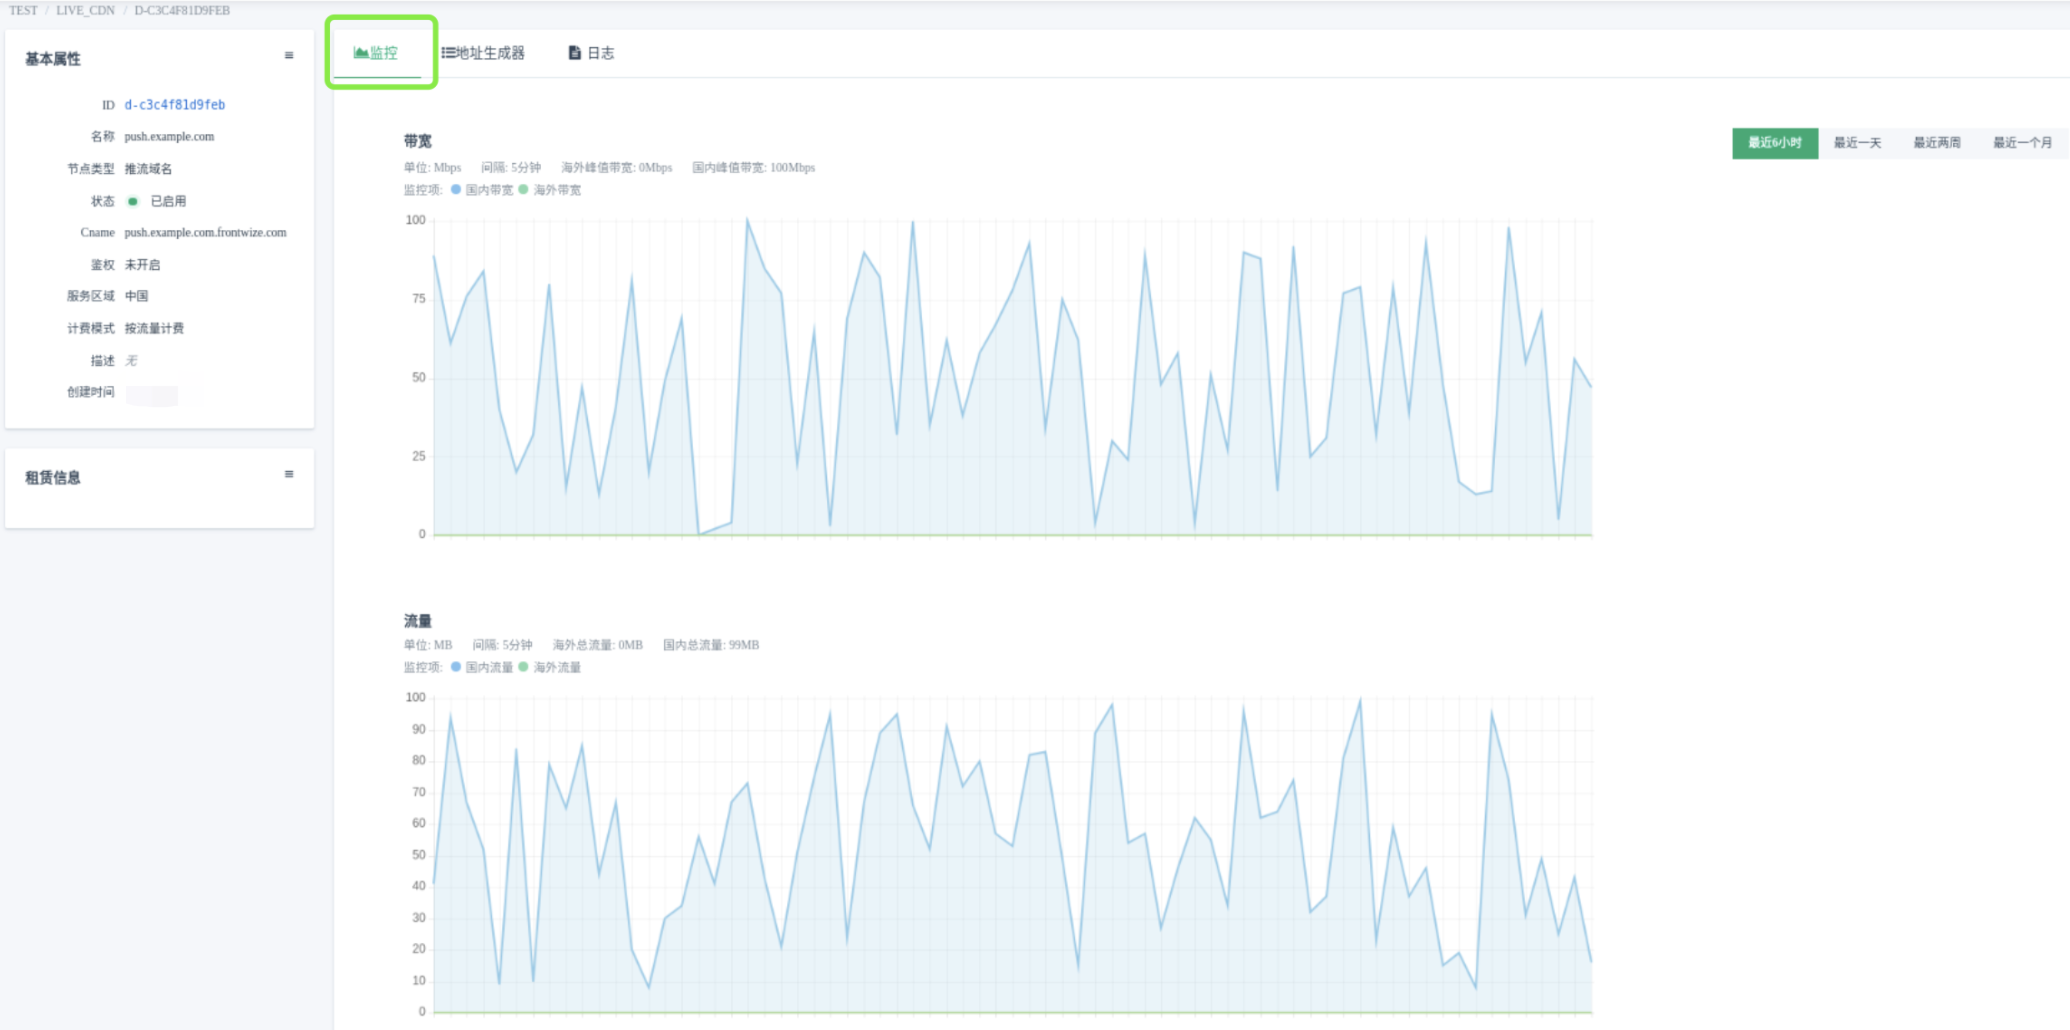 TEST / LIVE_CDN / D-C3C4F81D9FEB
基本属性
ID d-c3c4f81d9feb
名称 push.example.com
节点类型 推流域名
状态 已启用
Cname push.example.com.frontwize.com
鉴权 未开启
服务区域 中国
计费模式 按流量计费
描述 无
创建时间
租赁信息
监控 地址生成器 日志
带宽
最近6小时 最近一天 最近两周 最近一个月
单位: Mbps 间隔: 5分钟 海外峰值带宽: 0Mbps 国内峰值带宽: 100Mbps
监控项: 国内带宽 海外带宽
100
75
50
25
0
流量
单位: MB 间隔: 5分钟 海外总流量: 0MB 国内总流量: 99MB
监控项: 国内流量 海外流量
100
90
80
70
60
50
40
30
20
10
0